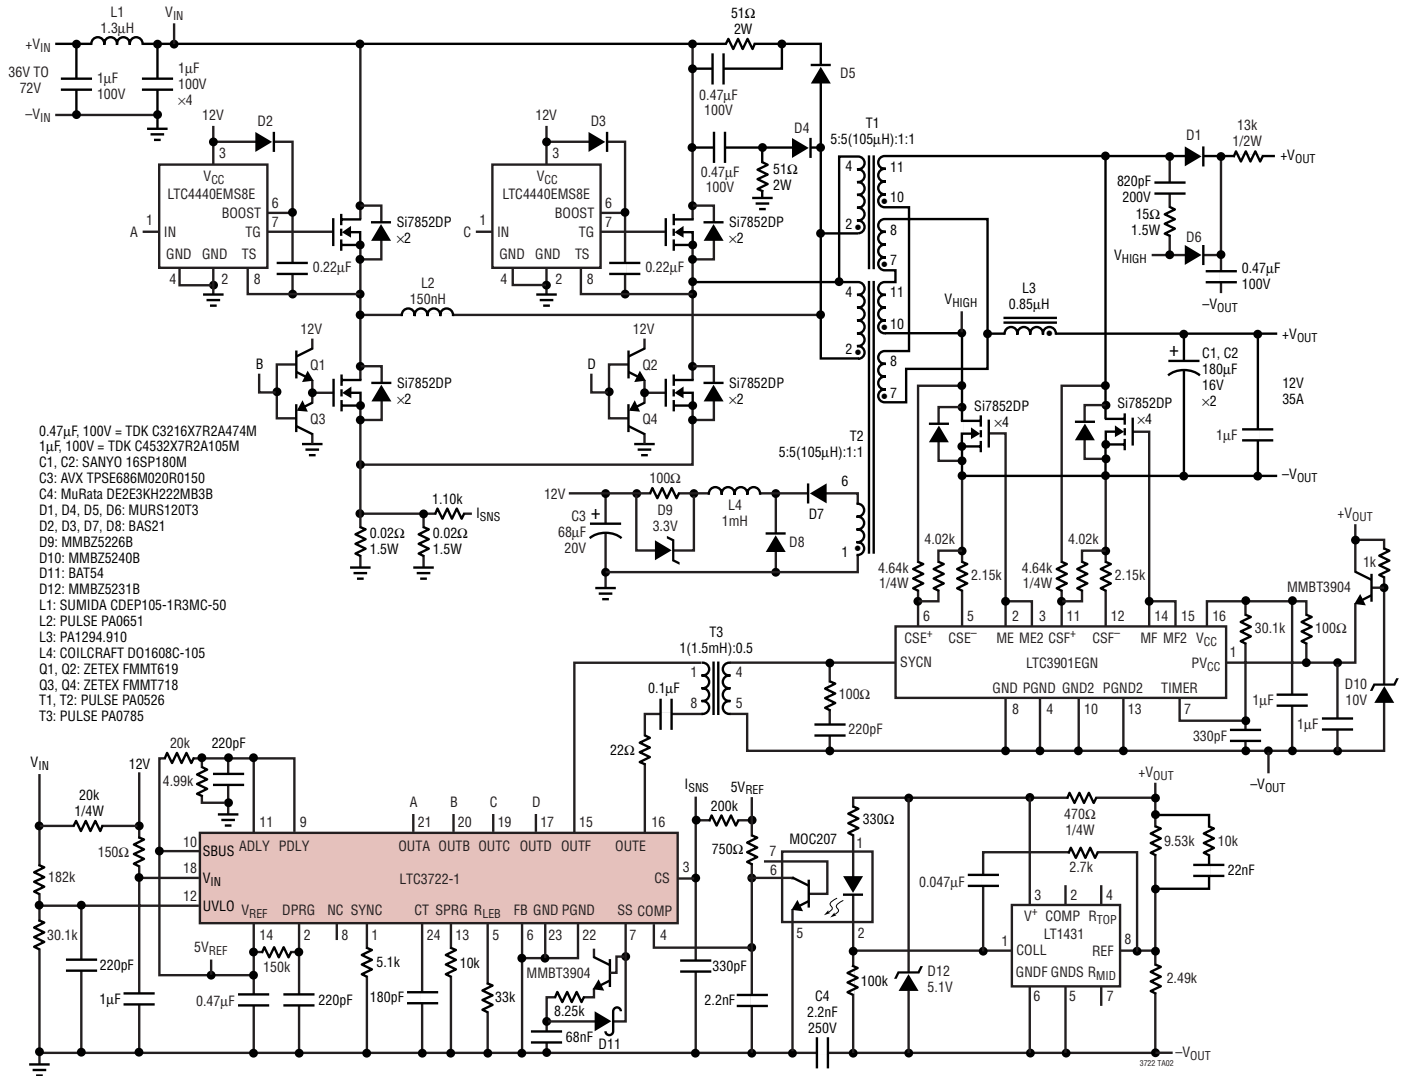 L1
1.3µH
VIN
+VIN
36V TO
72V
−VIN
1µF
100V
1µF
100V
×4
51Ω
2W
0.47µF
100V
D5
0.47µF
100V
D4
51Ω
2W
12V
D2
3
VCC
LTC4440EMS8E
BOOST
6
TG
7
A
1
IN
GND
GND
TS
4
2
8
0.22µF
Si7852DP
×2
12V
D3
3
VCC
LTC4440EMS8E
BOOST
6
TG
7
C
1
IN
GND
GND
TS
4
2
8
0.22µF
Si7852DP
×2
L2
150nH
12V
B
Q1
Q3
Si7852DP
×2
12V
D
Q2
Q4
Si7852DP
×2
T1
5:5(105µH):1:1
4
2
11
10
8
7
4
2
11
10
8
7
T2
5:5(105µH):1:1
6
1
D1
13k
1/2W
+VOUT
820pF
200V
15Ω
1.5W
VHIGH
D6
0.47µF
100V
−VOUT
VHIGH
L3
0.85µH
+VOUT
+
C1, C2
180µF
16V
×2
1µF
12V
35A
−VOUT
Si7852DP
×4
Si7852DP
×4
0.47µF, 100V = TDK C3216X7R2A474M
1µF, 100V = TDK C4532X7R2A105M
C1, C2: SANYO 16SP180M
C3: AVX TPSE686M020R0150
C4: MuRata DE2E3KH222MB3B
D1, D4, D5, D6: MURS120T3
D2, D3, D7, D8: BAS21
D9: MMBZ5226B
D10: MMBZ5240B
D11: BAT54
D12: MMBZ5231B
L1: SUMIDA CDEP105-1R3MC-50
L2: PULSE PA0651
L3: PA1294.910
L4: COILCRAFT DO1608C-105
Q1, Q2: ZETEX FMMT619
Q3, Q4: ZETEX FMMT718
T1, T2: PULSE PA0526
T3: PULSE PA0785
1.10k
ISNS
0.02Ω
1.5W
0.02Ω
1.5W
12V
C3
68µF
20V
+
100Ω
D9
3.3V
L4
1mH
D7
D8
4.02k
4.64k
1/4W
2.15k
4.02k
4.64k
1/4W
2.15k
6
5
2
3
11
12
14
15
16
CSE+
CSE−
ME
ME2
CSF+
CSF−
MF
MF2
VCC
SYCN
LTC3901EGN
PVCC
1
GND
PGND
GND2
PGND2
TIMER
8
4
10
13
7
+VOUT
1k
MMBT3904
30.1k
100Ω
D10
10V
1µF
1µF
330pF
−VOUT
T3
1(1.5mH):0.5
1
8
4
5
0.1µF
22Ω
100Ω
220pF
VIN
12V
20k
220pF
4.99k
20k
1/4W
150Ω
182k
30.1k
220pF
1µF
11
9
A
B
C
D
21
20
19
17
15
16
10
SBUS
ADLY
PDLY
OUTA
OUTB
OUTC
OUTD
OUTF
OUTE
18
VIN
LTC3722-1
CS
3
12
UVLO
VREF
DPRG
NC
SYNC
CT
SPRG
RLEB
FB
GND
PGND
SS
COMP
14
2
8
1
24
13
5
6
23
22
7
4
5VREF
150k
0.47µF
220pF
5.1k
180pF
10k
33k
MMBT3904
8.25k
68nF
D11
ISNS
5VREF
200k
750Ω
330pF
2.2nF
MOC207
7
6
1
5
2
330Ω
100k
C4
2.2nF
250V
D12
5.1V
0.047µF
2.7k
470Ω
1/4W
+VOUT
9.53k
10k
22nF
3
2
4
V+
COMP
RTOP
LT1431
1
COLL
REF
8
GNDF
GNDS
RMID
6
5
7
2.49k
−VOUT
3722 TA02